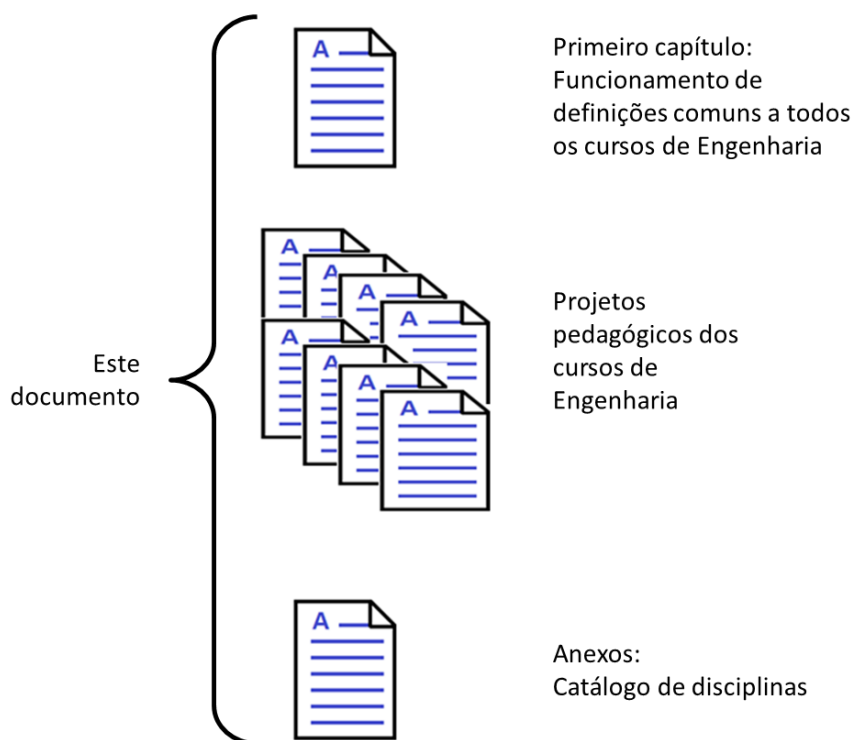 Primeiro capítulo:
Funcionamento de
definições comuns a todos
os cursos de Engenharia
Projetos
pedagógicos dos
cursos de
Engenharia
Este
documento
Anexos:
Catálogo de disciplinas
A
A
A
A
A
A
A
A
A
A